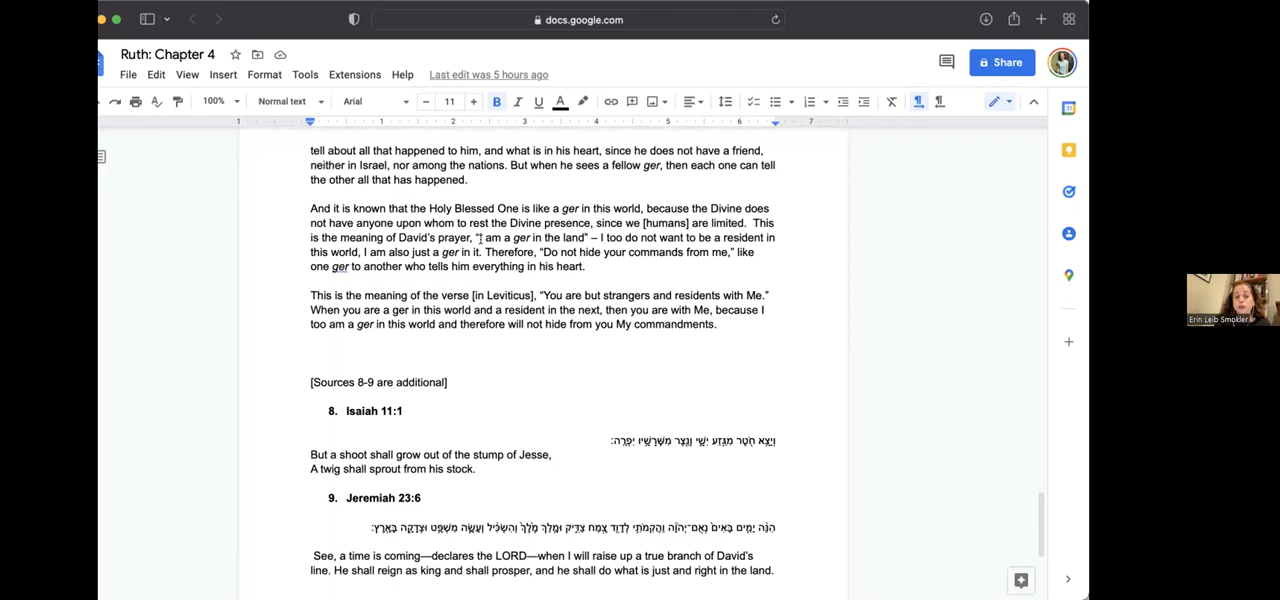 docs.google.com
Ruth: Chapter 4
File Edit View Insert Format Tools Extensions Help Last edit was 5 hours ago
Share
100% Normal text Arial 11
1 1 2 3 4 5 6 7
tell about all that happened to him, and what is in his heart, since he does not have a friend,
neither in Israel, nor among the nations. But when he sees a fellow ger, then each one can tell
the other all that has happened.
And it is known that the Holy Blessed One is like a ger in this world, because the Divine does
not have anyone upon whom to rest the Divine presence, since we [humans] are limited. This
is the meaning of David's prayer, "I am a ger in the land" – I too do not want to be a resident in
this world, I am also just a ger in it. Therefore, "Do not hide your commands from me," like
one ger to another who tells him everything in his heart.
This is the meaning of the verse [in Leviticus], "You are but strangers and residents with Me."
When you are a ger in this world and a resident in the next, then you are with Me, because I
too am a ger in this world and therefore will not hide from you My commandments.
[Sources 8-9 are additional]
8. Isaiah 11:1
וְיָצָ֥א חֹ֖טֶר מִגֵּ֣זַע יִשָׁ֑י וְנֵ֖צֶר מִשׇּׁרָשָׁ֥יו יִפְרֶֽה׃
But a shoot shall grow out of the stump of Jesse,
A twig shall sprout from his stock.
9. Jeremiah 23:6
הִנֵּ֨ה יָמִ֤ים בָּאִים֙ נְאֻם־יְהֹוָ֔ה וַהֲקִמֹתִ֥י לְדָוִ֖ד צֶ֣מַח צַדִּ֑יק וּמָ֤לַךְ מֶ֙לֶךְ֙ וְהִשְׂכִּ֔יל וְעָשָׂ֛ה מִשְׁפָּ֥ט וּצְדָקָ֖ה בָּאָֽרֶץ׃
See, a time is coming—declares the LORD—when I will raise up a true branch of David's
line. He shall reign as king and shall prosper, and he shall do what is just and right in the land.
Erin Leib Smokler